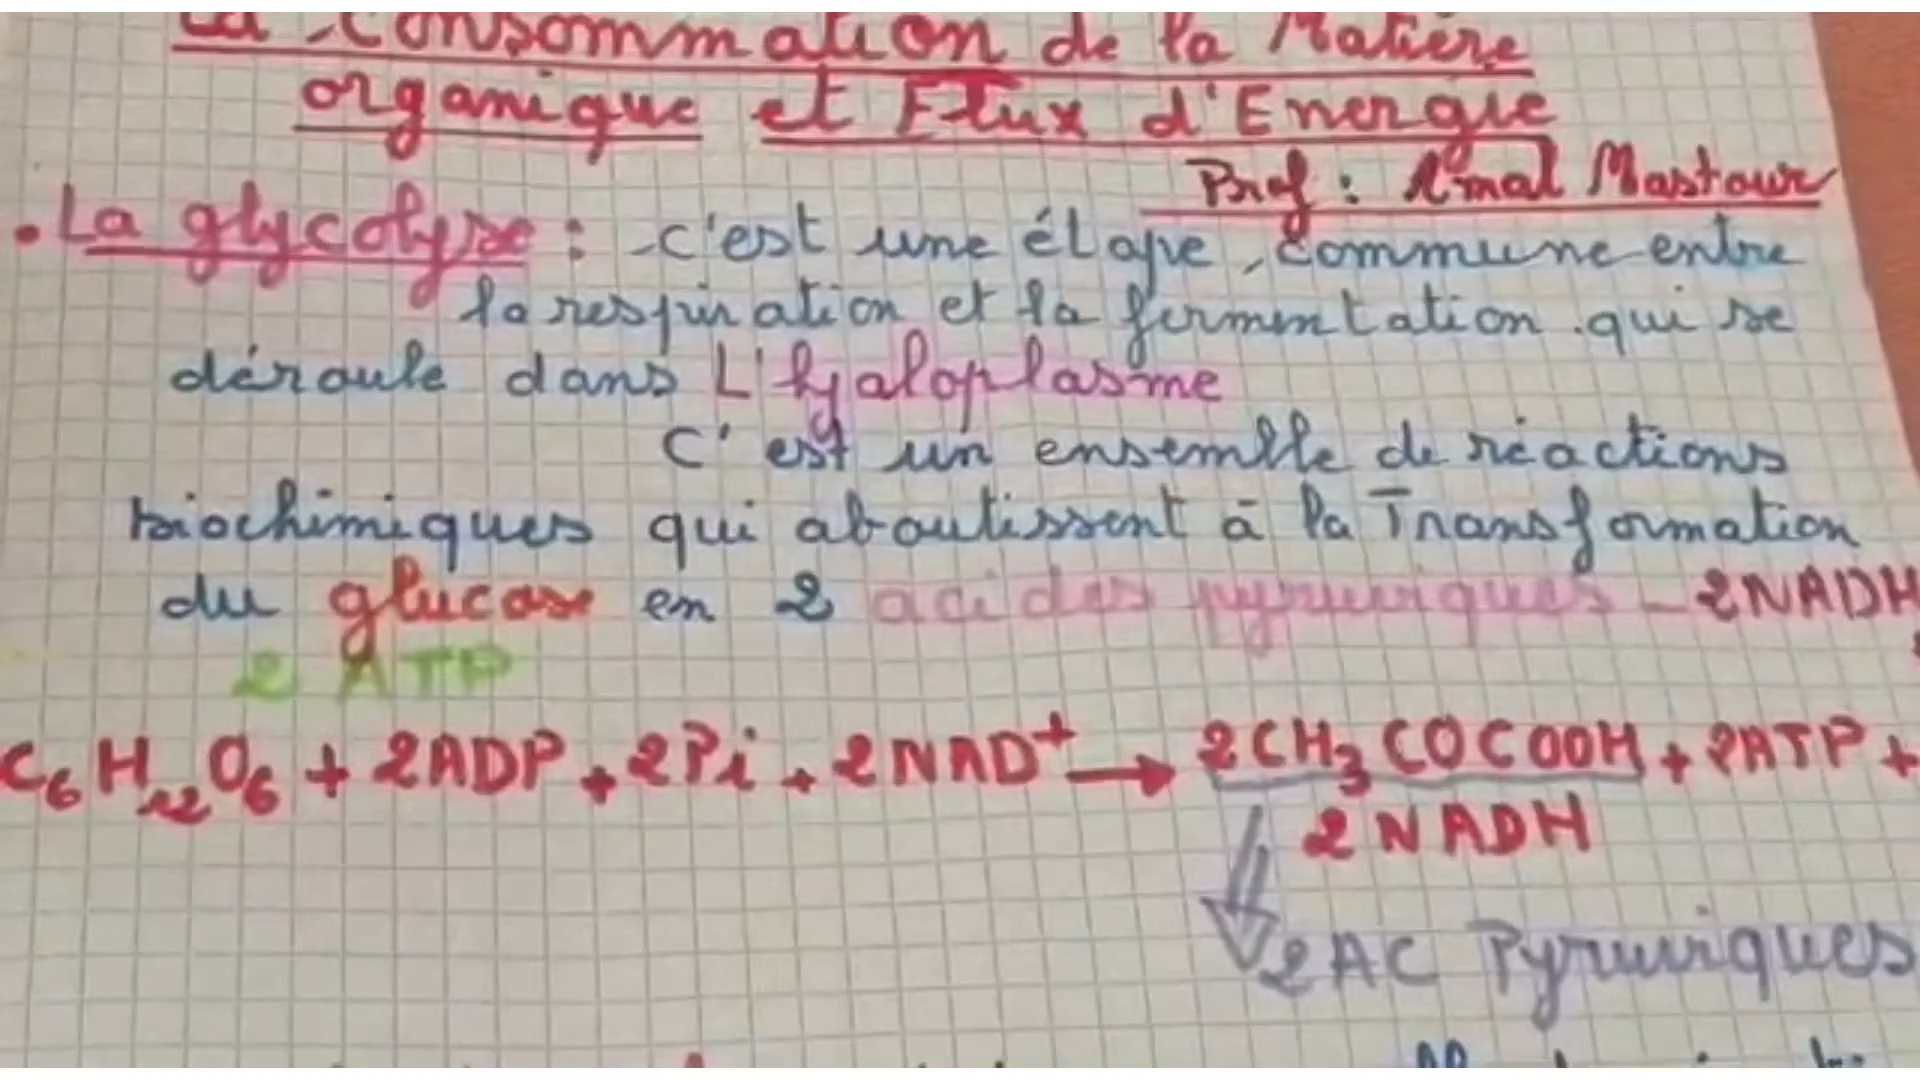 La Consommation de la Matière
organique et Flux d'Energie
Prof : Amal Mastour
• La glycolyse : c'est une étape commune entre
la respiration et la fermentation qui se
déroule dans L'hyaloplasme
C'est un ensemble de réactions
biochimiques qui aboutissent à la Transformation
du glucose en 2 acides pyruviques - 2NADH
2 ATP
C₆H₁₂O₆ + 2ADP + 2Pi + 2NAD⁺ → 2CH₃COCOOH + 2ATP +
2NADH
2AC Pyruviques